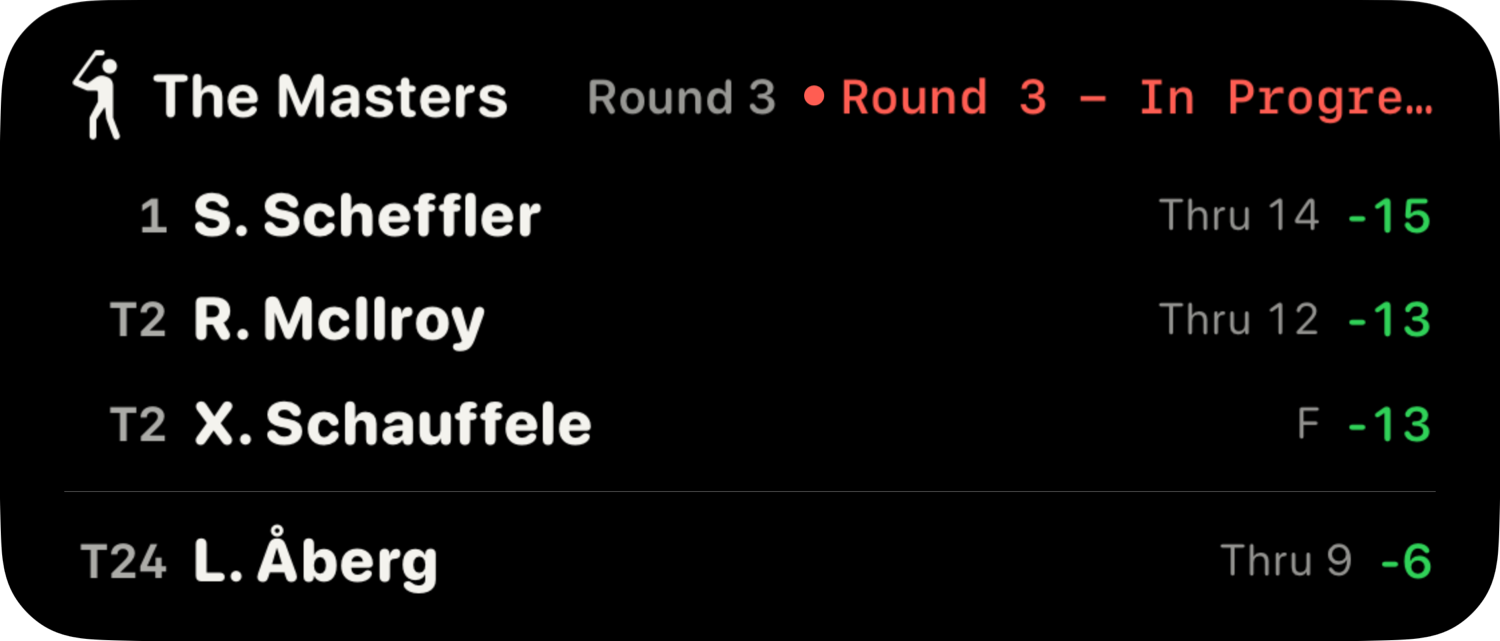 The Masters Round 3 • Round 3 – In Progre…
1 S. Scheffler Thru 14 -15
T2 R. McIlroy Thru 12 -13
T2 X. Schauffele F -13
T24 L. Åberg Thru 9 -6